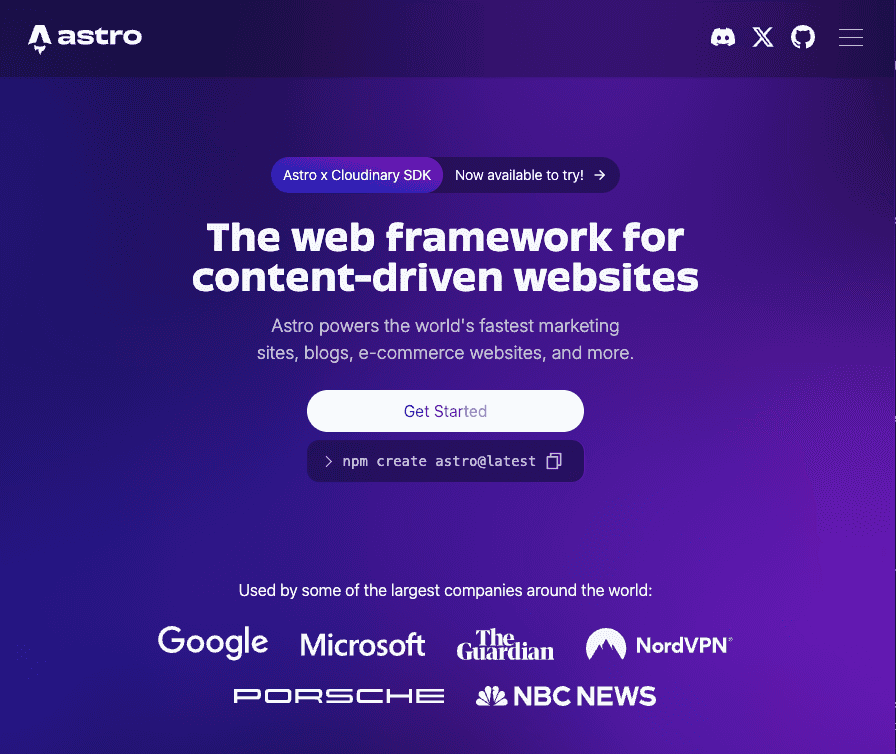 astro
Astro x Cloudinary SDK Now available to try! →
The web framework for
content-driven websites
Astro powers the world's fastest marketing
sites, blogs, e-commerce websites, and more.
Get Started
> npm create astro@latest
Used by some of the largest companies around the world:
Google Microsoft The Guardian NordVPN®
PORSCHE NBC NEWS